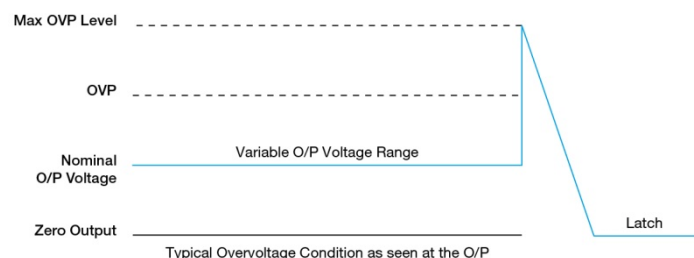 Max OVP Level
OVP
Variable O/P Voltage Range
Nominal
O/P Voltage
Latch
Zero Output
Typical Overvoltage Condition as seen at the O/P